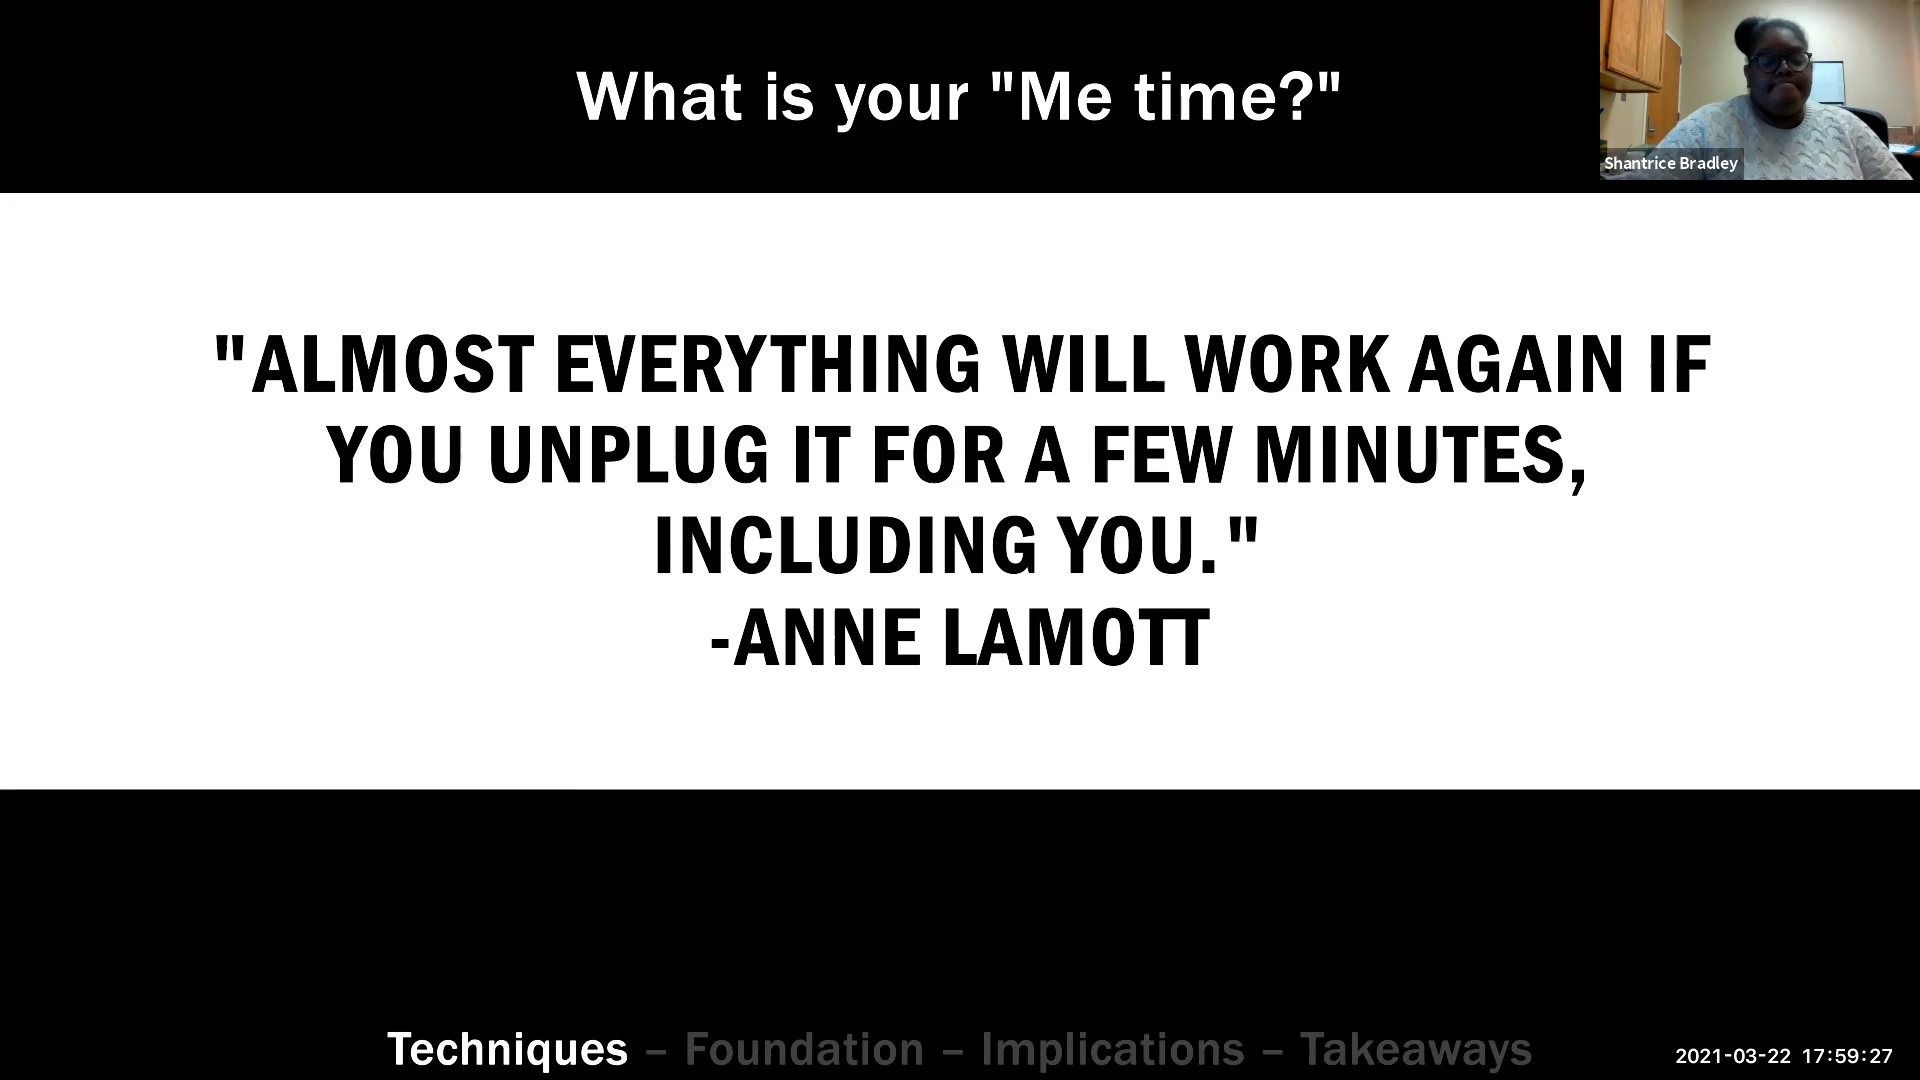 What is your "Me time?"
Shantrice Bradley
"ALMOST EVERYTHING WILL WORK AGAIN IF
YOU UNPLUG IT FOR A FEW MINUTES,
INCLUDING YOU."
-ANNE LAMOTT
Techniques – Foundation – Implications – Takeaways
2021-03-22 17:59:27